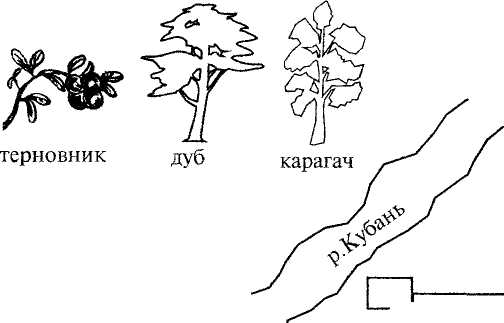 терновник
дуб
карагач
р.Кубань